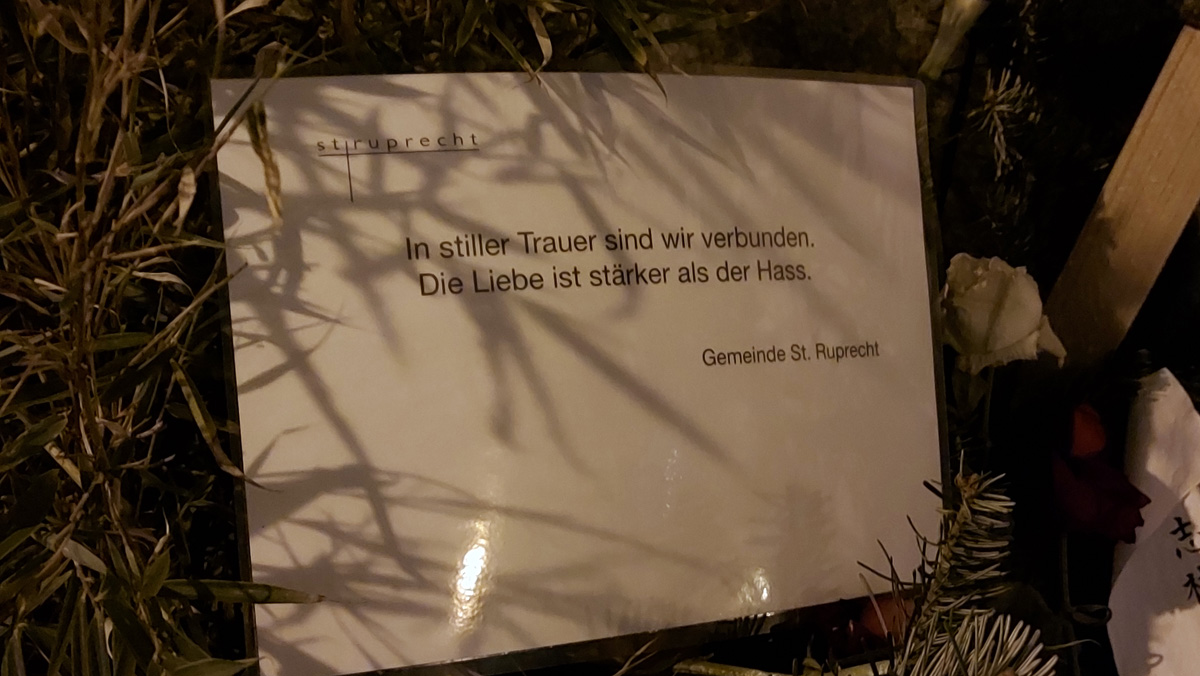 st ruprecht
In stiller Trauer sind wir verbunden.
Die Liebe ist stärker als der Hass.
Gemeinde St. Ruprecht